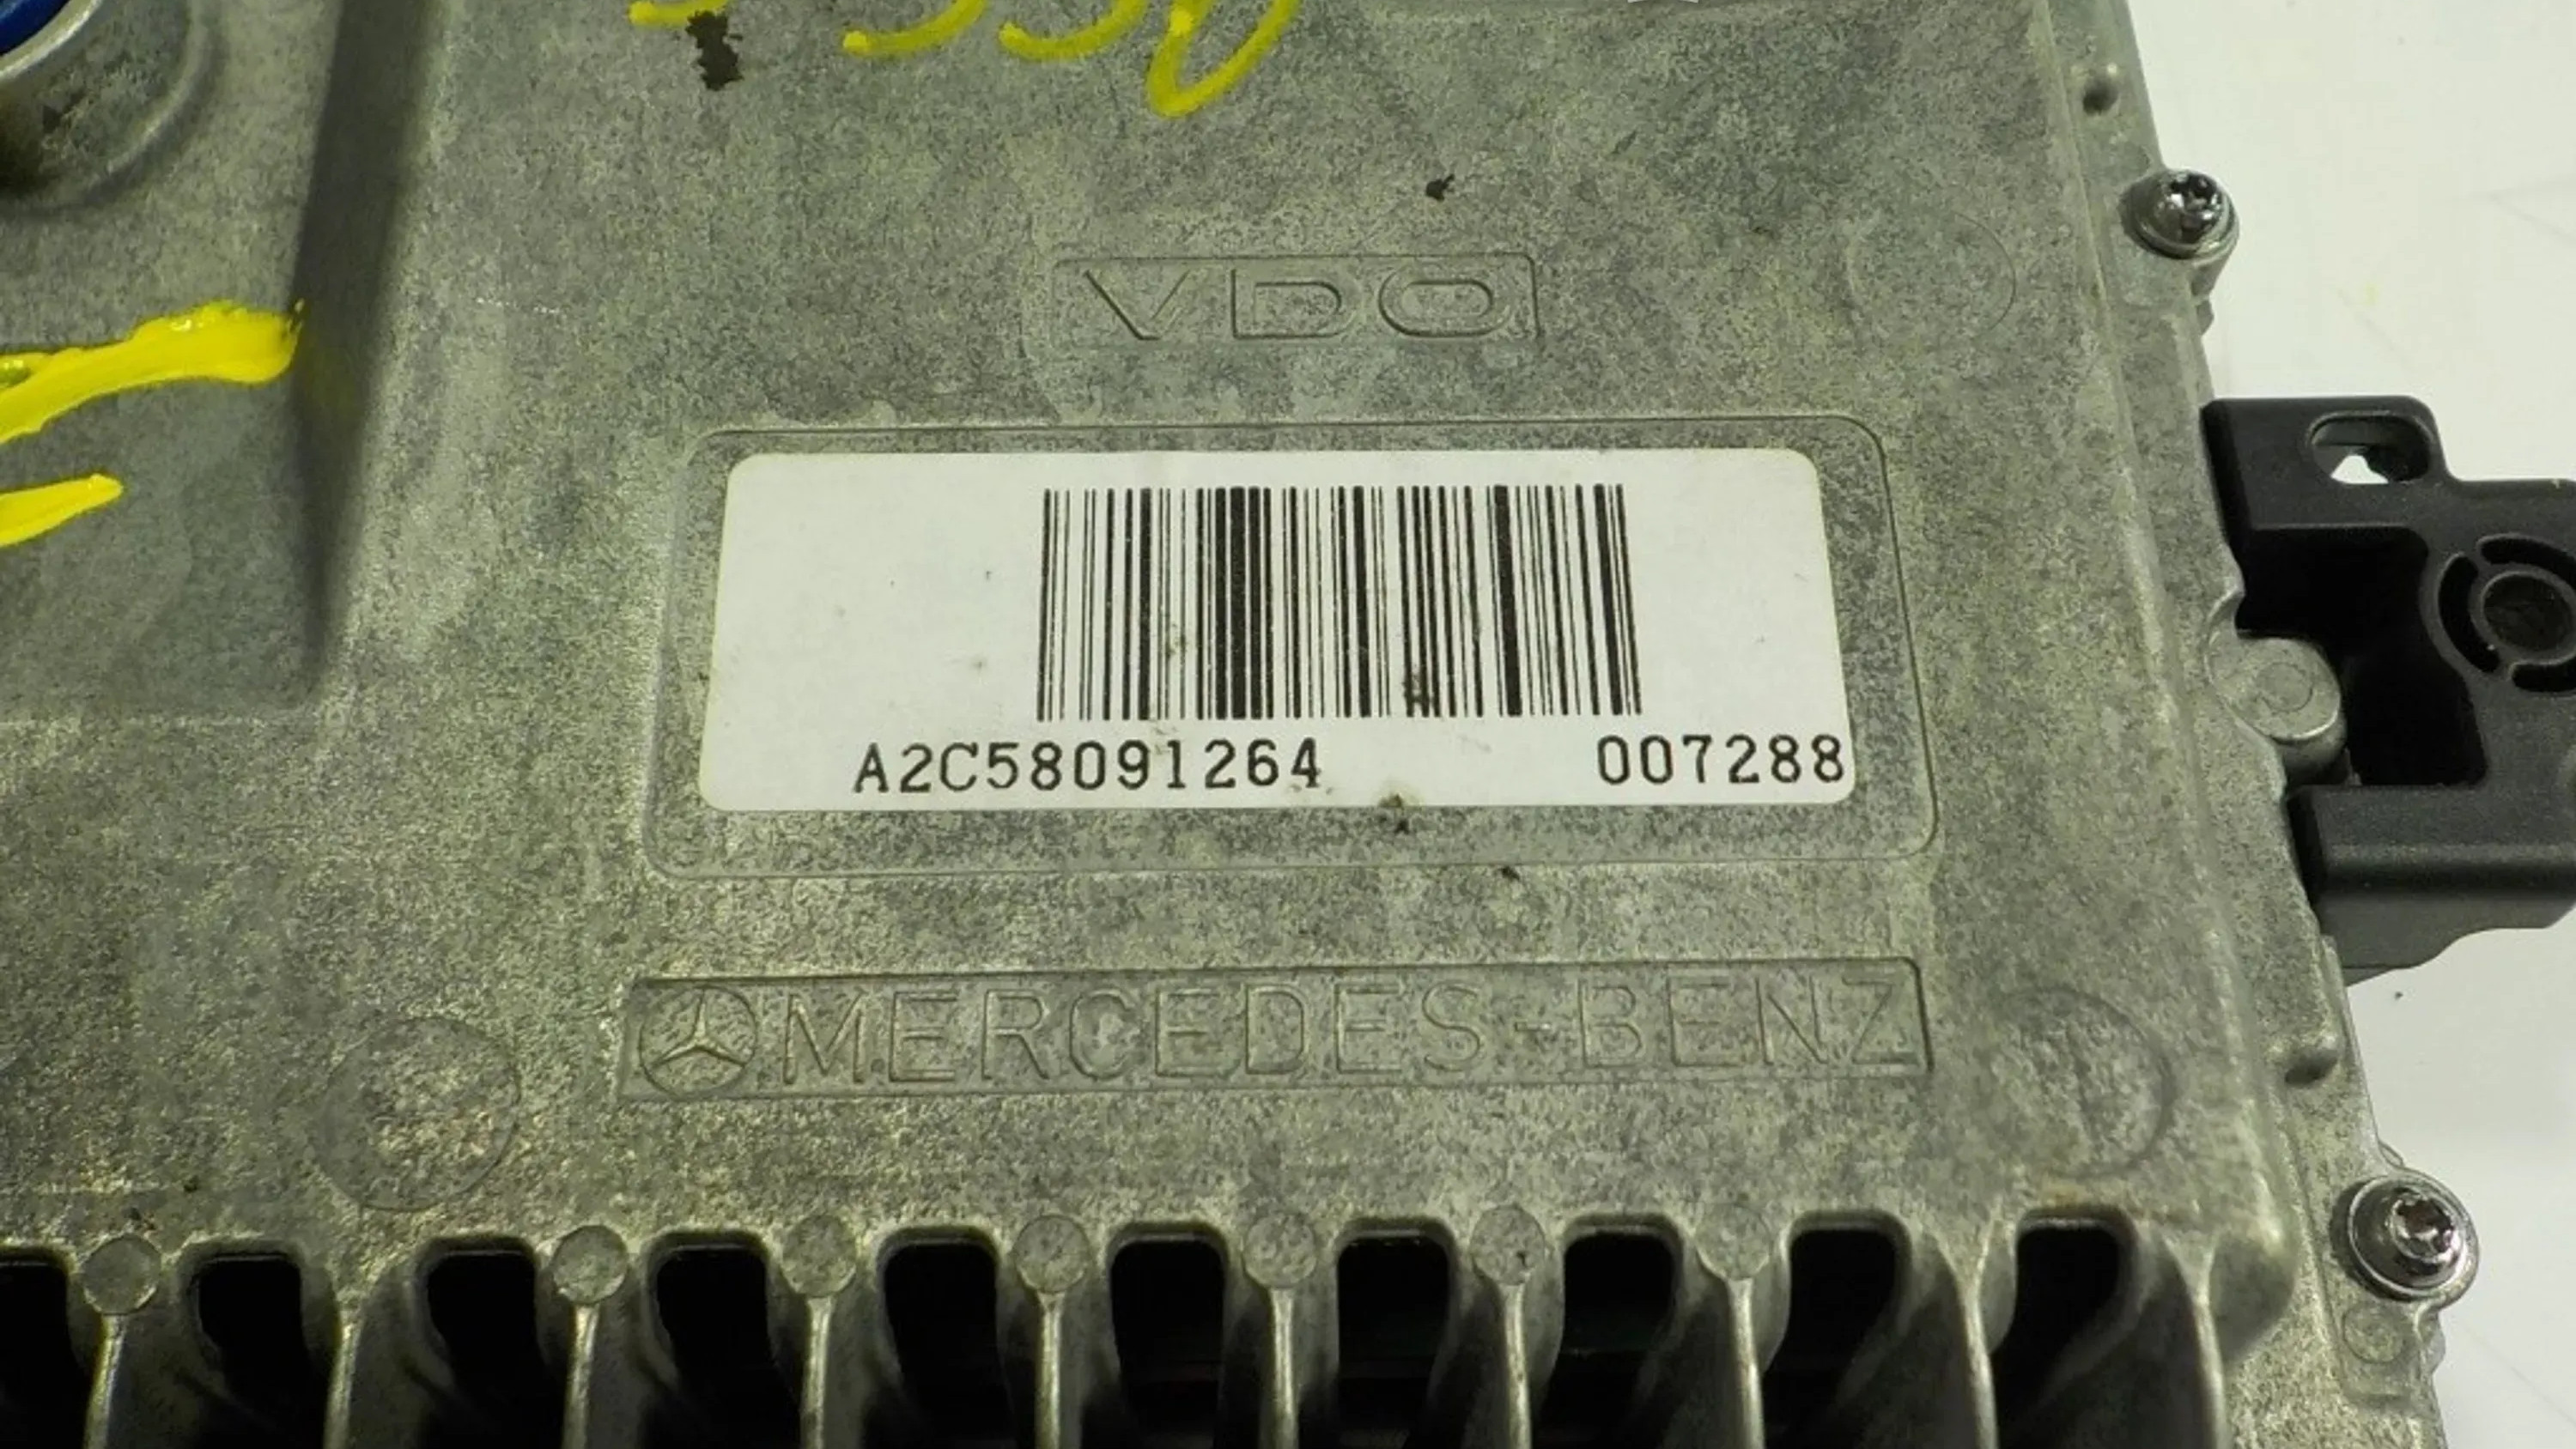 VDO
A2C58091264 007288
MERCEDES-BENZ